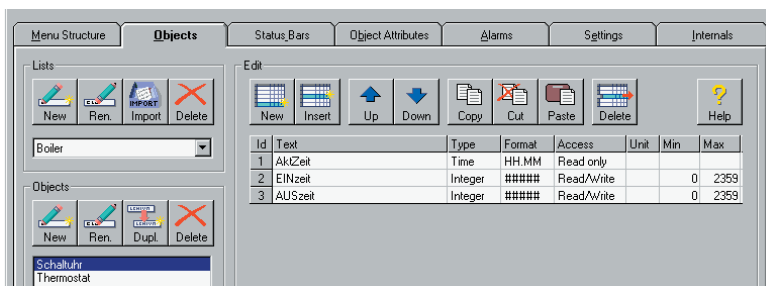 Menu Structure Objects Status_Bars Object Attributes Alarms Settings Internals
Lists
New Ren. Import Delete
Boiler
Objects
New Ren. Dupl. Delete
Schaltuhr
Thermostat
Edit
New Insert Up Down Copy Cut Paste Delete Help
Id Text Type Format Access Unit Min Max
1 AktZeit Time HH.MM Read only
2 EINzeit Integer ##### Read/Write 0 2359
3 AUSzeit Integer ##### Read/Write 0 2359